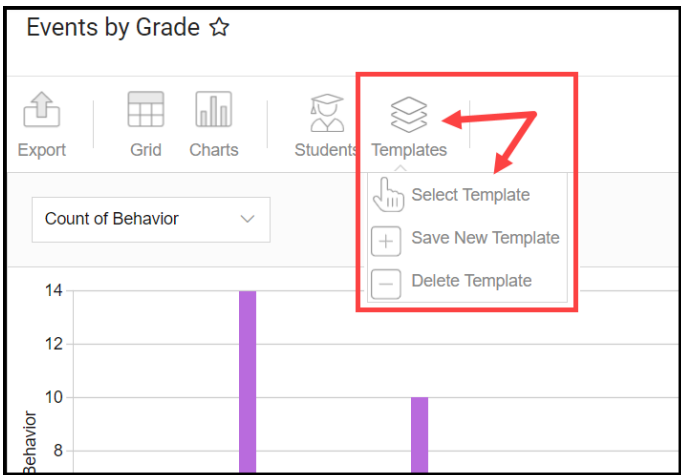 Events by Grade
Export Grid Charts Students Templates
Select Template
Count of Behavior
Save New Template
Delete Template
14
12
10
8
Behavior